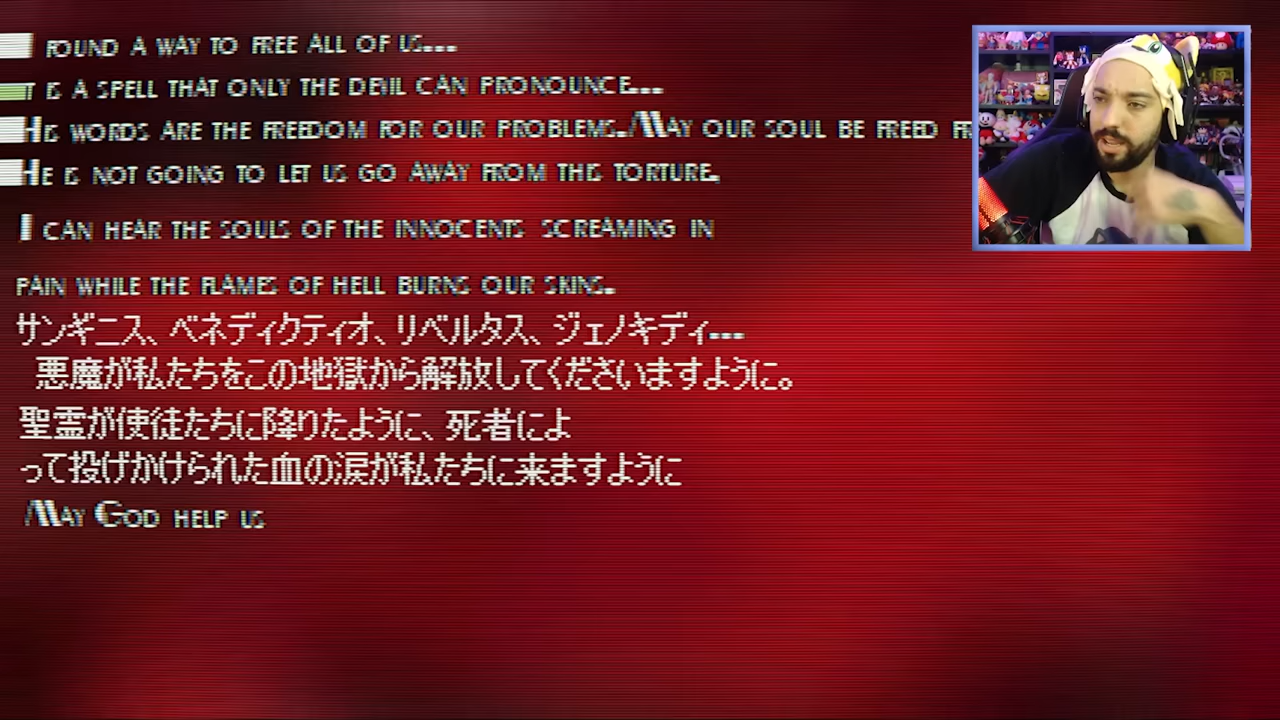 I FOUND A WAY TO FREE ALL OF US...
IT IS A SPELL THAT ONLY THE DEVIL CAN PRONOUNCE...
HIS WORDS ARE THE FREEDOM FOR OUR PROBLEMS. MAY OUR SOUL BE FREED FR
HE IS NOT GOING TO LET US GO AWAY FROM THIS TORTURE.
I CAN HEAR THE SOULS OF THE INNOCENTS SCREAMING IN
PAIN WHILE THE FLAMES OF HELL BURNS OUR SKINS.
サンギニス、ベネディクティオ、リベルタス、ジェノキディ...
悪魔が私たちをこの地獄から解放してくださいますように。
聖霊が使徒たちに降りたように、死者によ
って投げかけられた血の涙が私たちに来ますように
MAY GOD HELP US